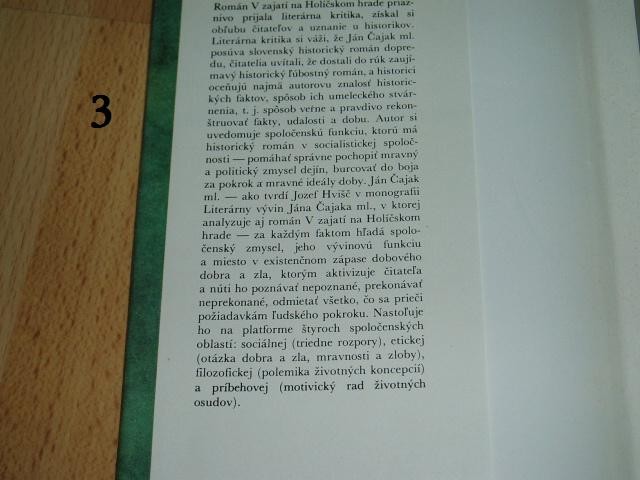 Román V zajatí na Holíčskom hrade priaz-
nivo prijala literárna kritika, získal si
obľubu čitateľov a uznanie u historikov.
Literárna kritika si váži, že Ján Čajak ml.
posúva slovenský historický román dopre-
du, čitatelia uvítali, že dostali do rúk zaují-
mavý historický ľúbostný román, a historici
oceňujú najmä autorovu znalosť historic-
kých faktov, spôsob ich umeleckého stvár-
nenia, t. j. spôsob veľne a pravdivo rekon-
štruovať fakty, udalosti a dobu. Autor si
uvedomuje spoločenskú funkciu, ktorú má
historický román v socialistickej spoloč-
nosti — pomáhať správne pochopiť mravný
a politický zmysel dejín, burcovať do boja
za pokrok a mravné ideály doby. Ján Čajak
ml. — ako tvrdí Jozef Hvišč v monografii
Literárny vývin Jána Čajaka ml., v ktorej
analyzuje aj román V zajatí na Holíčskom
hrade — za každým faktom hľadá spolo-
čenský zmysel, jeho vývinovú funkciu
a miesto v existenčnom zápase dobového
dobra a zla, ktorým aktivizuje čitateľa
a núti ho poznávať nepoznané, prekonávať
neprekonané, odmietať všetko, čo sa prieči
požiadavkám ľudského pokroku. Nastoľuje
ho na platforme štyroch spoločenských
oblastí: sociálnej (triedne rozpory), etickej
(otázka dobra a zla, mravnosti a zloby),
filozofickej (polemika životných koncepcií)
a príbehovej (motivický rad životných
osudov).
3